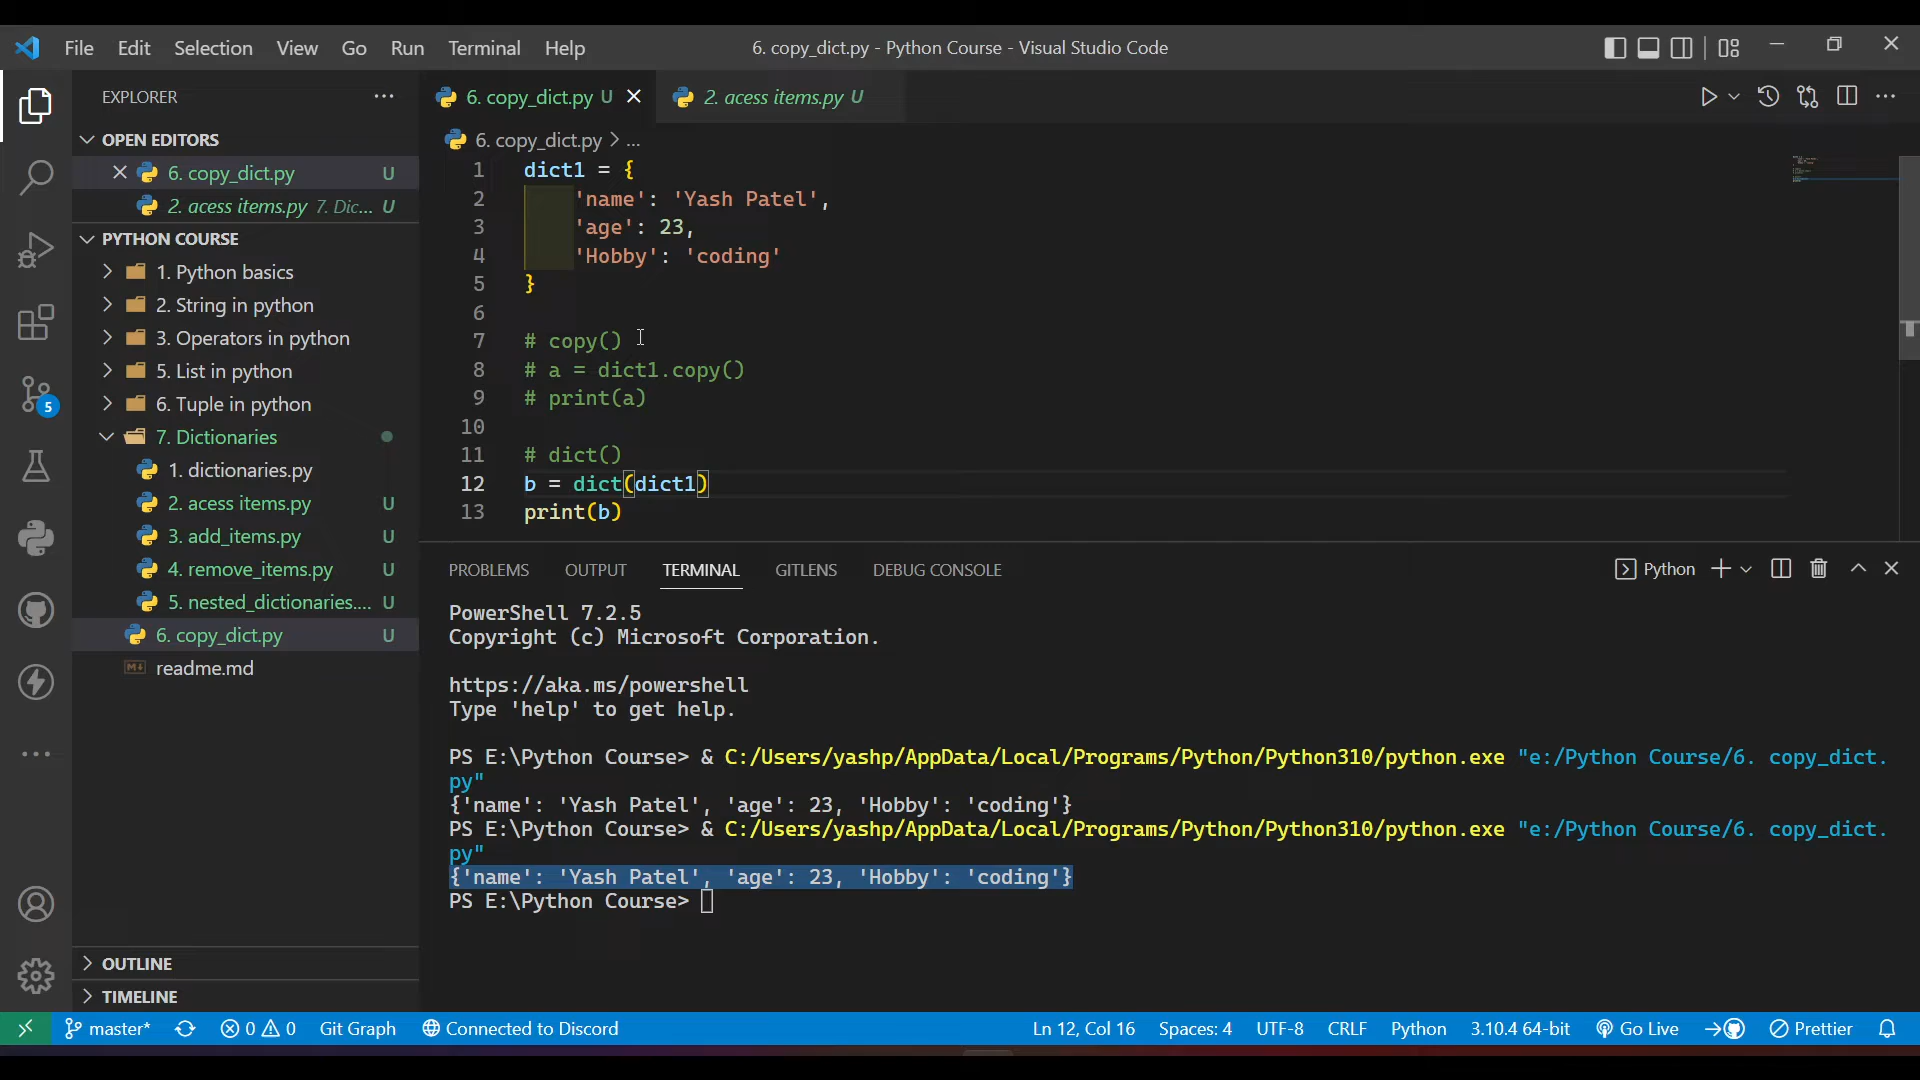 File Edit Selection View Go Run Terminal Help
6. copy_dict.py - Python Course - Visual Studio Code
EXPLORER
OPEN EDITORS
6. copy_dict.py U
2. acess items.py 7. Dic... U
PYTHON COURSE
1. Python basics
2. String in python
3. Operators in python
5. List in python
6. Tuple in python
7. Dictionaries
1. dictionaries.py
2. acess items.py U
3. add_items.py U
4. remove_items.py U
5. nested_dictionaries.... U
6. copy_dict.py U
readme.md
OUTLINE
TIMELINE
5
6. copy_dict.py U
2. acess items.py U
6. copy_dict.py > ...
1 dict1 = {
2 'name': 'Yash Patel',
3 'age': 23,
4 'Hobby': 'coding'
5 }
6
7 # copy()
8 # a = dict1.copy()
9 # print(a)
10
11 # dict()
12 b = dict(dict1)
13 print(b)
PROBLEMS OUTPUT TERMINAL GITLENS DEBUG CONSOLE
Python
PowerShell 7.2.5
Copyright (c) Microsoft Corporation.
https://aka.ms/powershell
Type 'help' to get help.
PS E:\Python Course> & C:/Users/yashp/AppData/Local/Programs/Python/Python310/python.exe "e:/Python Course/6. copy_dict.
py"
{'name': 'Yash Patel', 'age': 23, 'Hobby': 'coding'}
PS E:\Python Course> & C:/Users/yashp/AppData/Local/Programs/Python/Python310/python.exe "e:/Python Course/6. copy_dict.
py"
{'name': 'Yash Patel', 'age': 23, 'Hobby': 'coding'}
PS E:\Python Course>
master* 0 0 Git Graph Connected to Discord Ln 12, Col 16 Spaces: 4 UTF-8 CRLF Python 3.10.4 64-bit Go Live Prettier